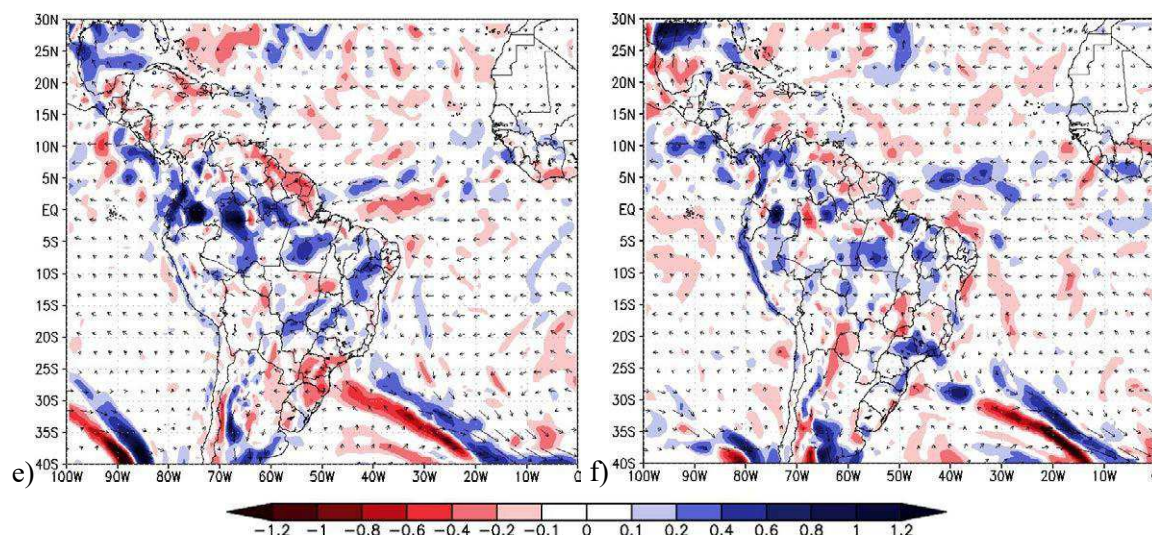 30N 30N
25N 25N
20N 20N
15N 15N
10N 10N
5N 5N
EQ EQ
5S 5S
10S 10S
15S 15S
20S 20S
25S 25S
30S 30S
35S 35S
e) 40S f) 40S
100W 90W 80W 70W 60W 50W 40W 30W 20W 10W 0 100W 90W 80W 70W 60W 50W 40W 30W 20W 10W
−1.2 −1 −0.8 −0.6 −0.4 −0.2 −0.1 0 0.1 0.2 0.4 0.6 0.8 1 1.2